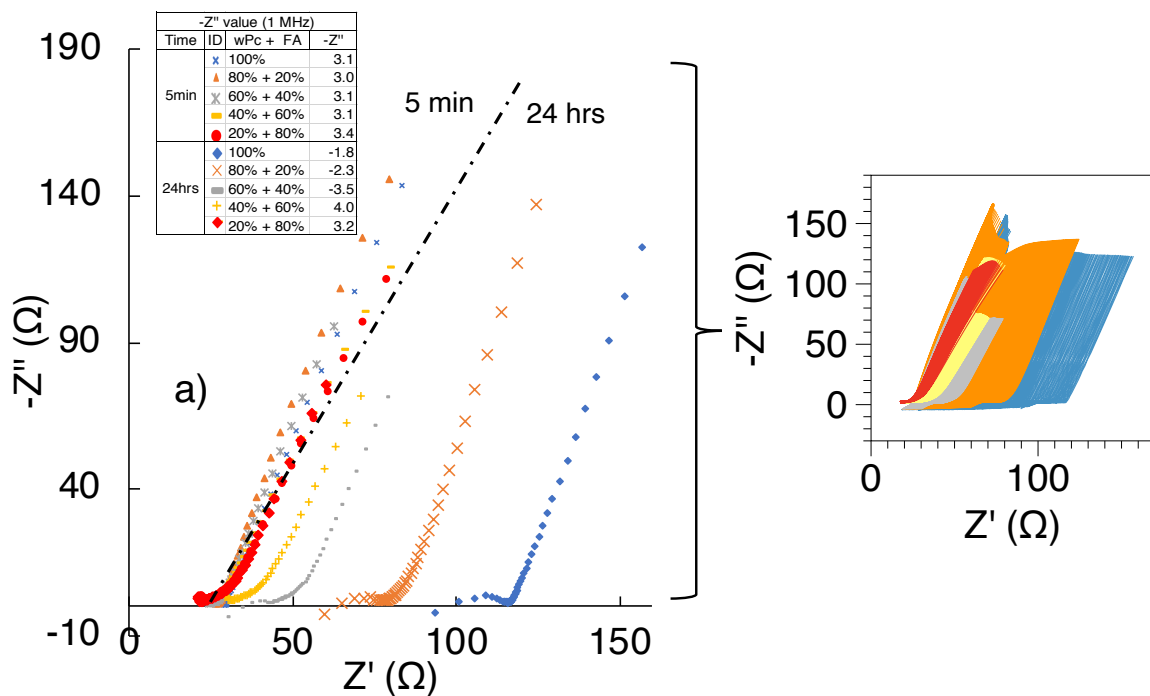 -Z" value (1 MHz)
Time ID wPc + FA -Z"
5min
100% 3.1
80% + 20% 3.0
60% + 40% 3.1
40% + 60% 3.1
20% + 80% 3.4
24hrs
100% -1.8
80% + 20% -2.3
60% + 40% -3.5
40% + 60% 4.0
20% + 80% 3.2
190
140
90
40
-10
-Z'' (Ω)
a)
5 min
24 hrs
0 50 100 150
Z' (Ω)
150
100
50
0
-Z'' (Ω)
0 100
Z' (Ω)